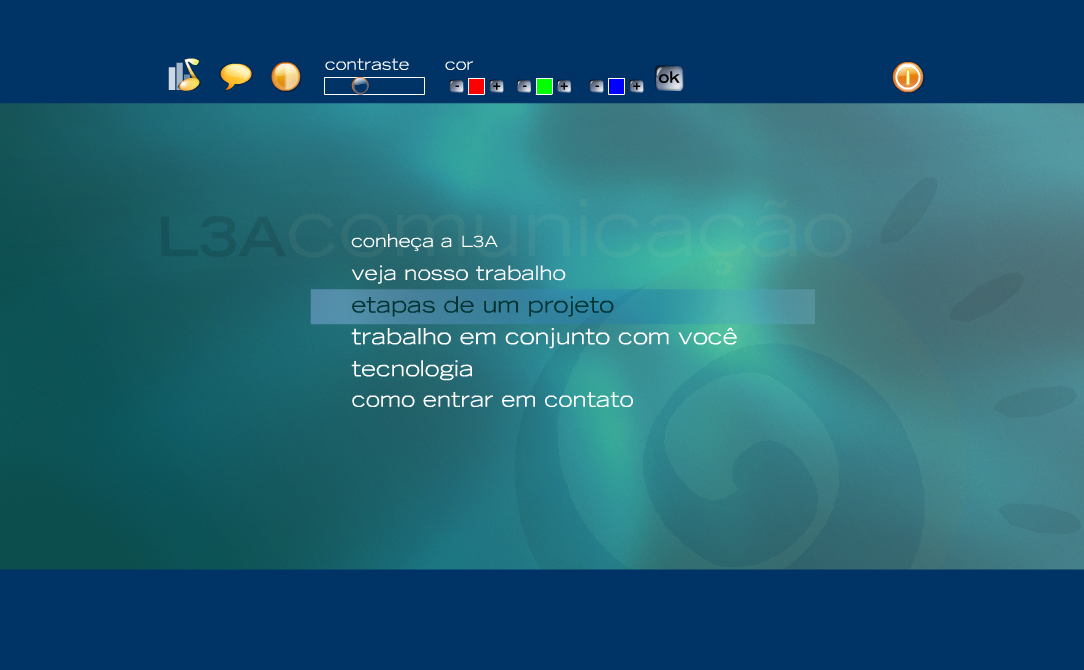 contraste
cor
- + - + - + ok
L3Acomunicação
conheça a L3A
veja nosso trabalho
etapas de um projeto
trabalho em conjunto com você
tecnologia
como entrar em contato